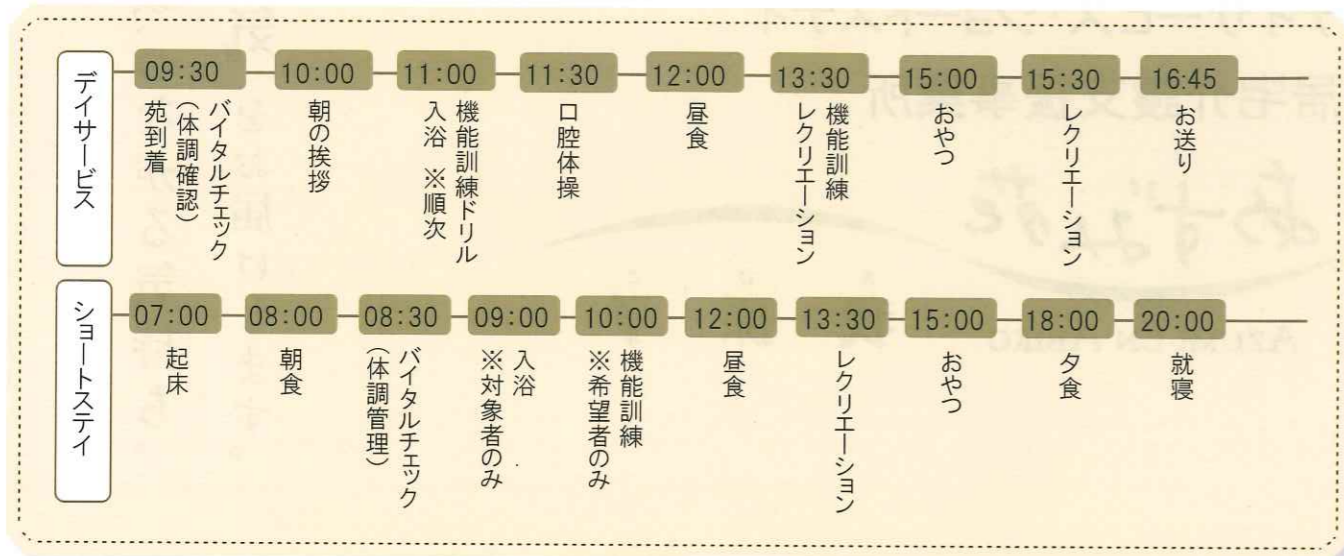 デイサービス
09:30
バイタルチェック
（体調確認）
苑到着
10:00
朝の挨拶
11:00
機能訓練ドリル
入浴 ※順次
11:30
口腔体操
12:00
昼食
13:30
機能訓練
レクリエーション
15:00
おやつ
15:30
レクリエーション
16:45
お送り
ショートステイ
07:00
起床
08:00
朝食
08:30
バイタルチェック
（体調管理）
09:00
入浴
※対象者のみ
10:00
機能訓練
※希望者のみ
12:00
昼食
13:30
レクリエーション
15:00
おやつ
18:00
夕食
20:00
就寝